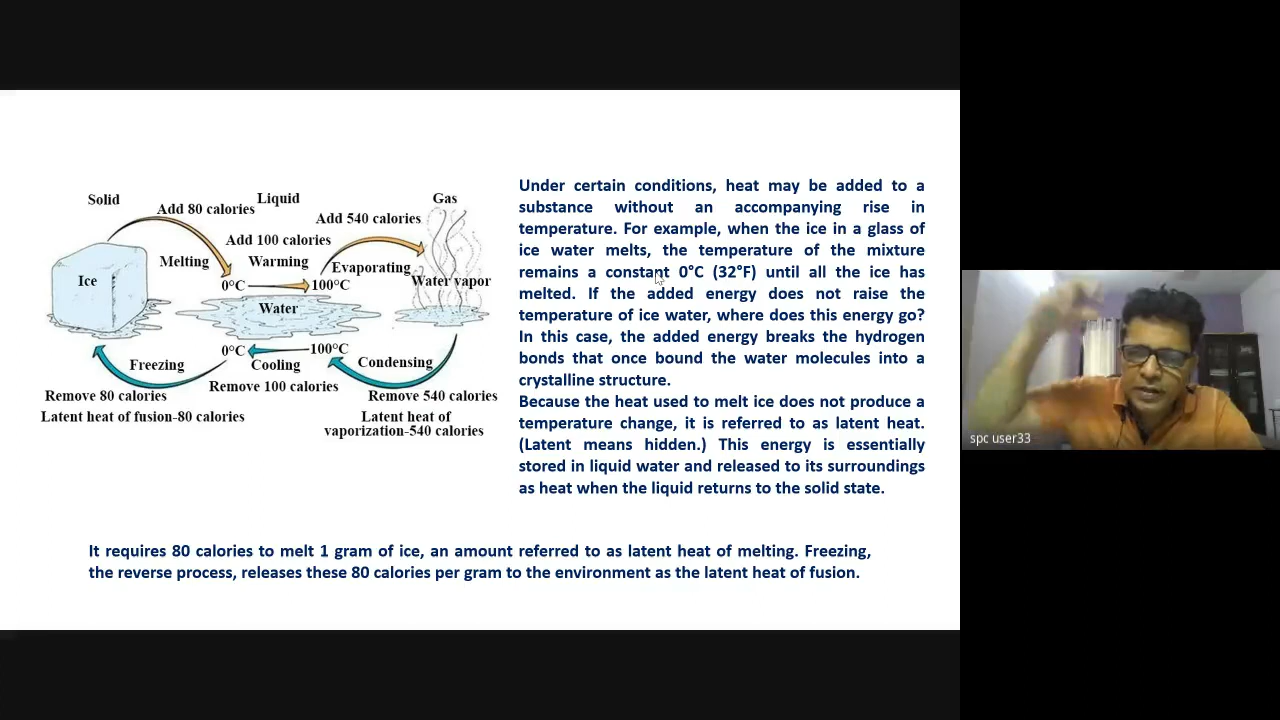 Solid
Liquid
Gas
Add 80 calories
Add 540 calories
Add 100 calories
Melting
Warming
Evaporating
Ice
0°C
100°C
Water vapor
Water
0°C
100°C
Freezing
Cooling
Condensing
Remove 80 calories
Remove 100 calories
Remove 540 calories
Latent heat of fusion-80 calories
Latent heat of
vaporization-540 calories
Under certain conditions, heat may be added to a
substance without an accompanying rise in
temperature. For example, when the ice in a glass of
ice water melts, the temperature of the mixture
remains a constant 0°C (32°F) until all the ice has
melted. If the added energy does not raise the
temperature of ice water, where does this energy go?
In this case, the added energy breaks the hydrogen
bonds that once bound the water molecules into a
crystalline structure.
Because the heat used to melt ice does not produce a
temperature change, it is referred to as latent heat.
(Latent means hidden.) This energy is essentially
stored in liquid water and released to its surroundings
as heat when the liquid returns to the solid state.
It requires 80 calories to melt 1 gram of ice, an amount referred to as latent heat of melting. Freezing,
the reverse process, releases these 80 calories per gram to the environment as the latent heat of fusion.
spc user33